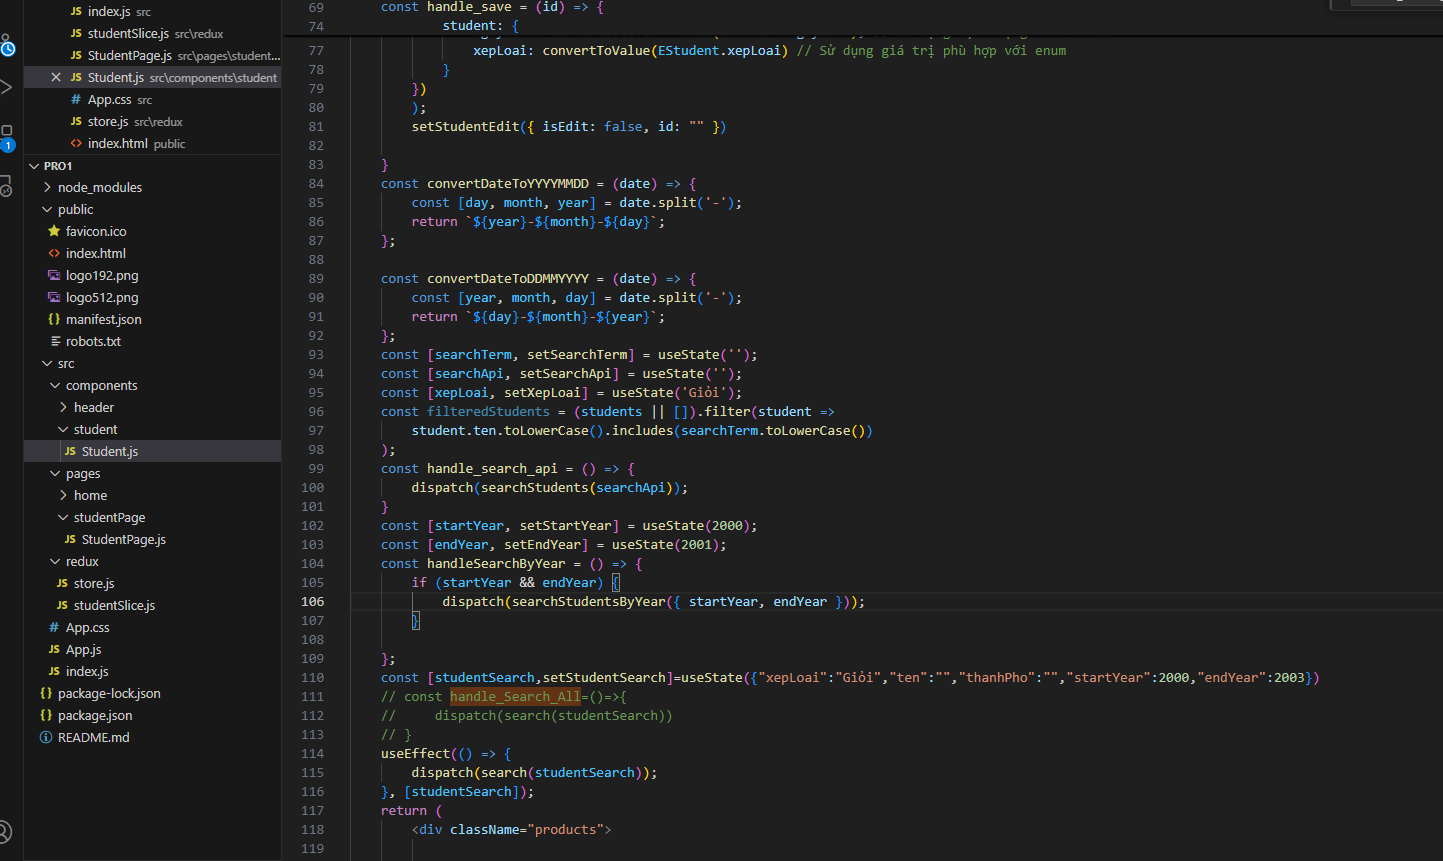 index.js src
studentSlice.js src\redux
StudentPage.js src\pages\student...
Student.js src\components\student
App.css src
store.js src\redux
index.html public
1
PRO1
node_modules
public
favicon.ico
index.html
logo192.png
logo512.png
manifest.json
robots.txt
src
components
header
student
Student.js
pages
home
studentPage
StudentPage.js
redux
store.js
studentSlice.js
App.css
App.js
index.js
package-lock.json
package.json
README.md
69 const handle_save = (id) => {
74 student: {
77 xepLoai: convertToValue(EStudent.xepLoai) // Sử dụng giá trị phù hợp với enum
78 }
79 })
80 );
81 setStudentEdit({ isEdit: false, id: "" })
82
83 }
84 const convertDateToYYYYMMDD = (date) => {
85 const [day, month, year] = date.split('-');
86 return `${year}-${month}-${day}`;
87 };
88
89 const convertDateToDDMMYYYY = (date) => {
90 const [year, month, day] = date.split('-');
91 return `${day}-${month}-${year}`;
92 };
93 const [searchTerm, setSearchTerm] = useState('');
94 const [searchApi, setSearchApi] = useState('');
95 const [xepLoai, setXepLoai] = useState('Giỏi');
96 const filteredStudents = (students || []).filter(student =>
97 student.ten.toLowerCase().includes(searchTerm.toLowerCase())
98 );
99 const handle_search_api = () => {
100 dispatch(searchStudents(searchApi));
101 }
102 const [startYear, setStartYear] = useState(2000);
103 const [endYear, setEndYear] = useState(2001);
104 const handleSearchByYear = () => {
105 if (startYear && endYear) {
106 dispatch(searchStudentsByYear({ startYear, endYear }));
107 }
108
109 };
110 const [studentSearch,setStudentSearch]=useState({"xepLoai":"Giỏi","ten":"","thanhPho":"","startYear":2000,"endYear":2003})
111 // const handle_Search_All=()=>{
112 //     dispatch(search(studentSearch))
113 // }
114 useEffect(() => {
115 dispatch(search(studentSearch));
116 }, [studentSearch]);
117 return (
118 <div className="products">
119